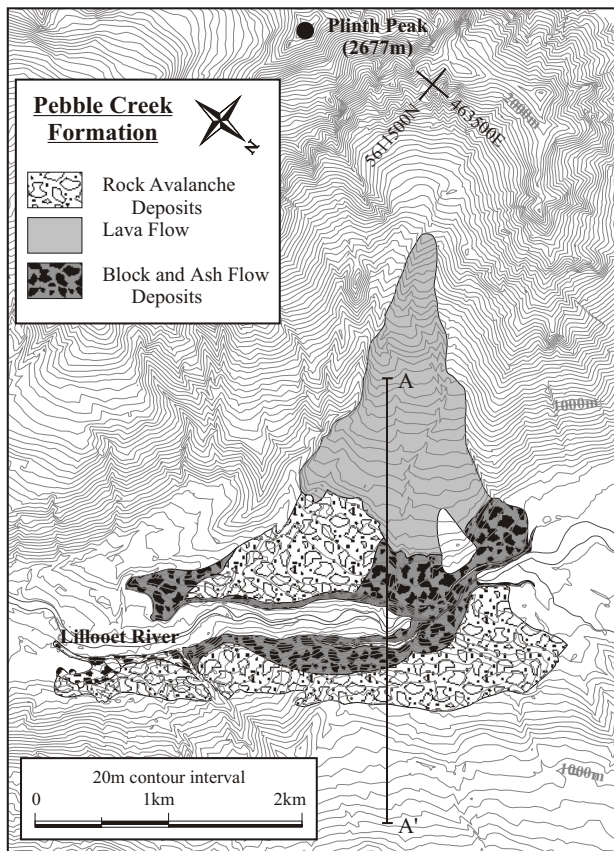 Plinth Peak
(2677m)
5611500N
463500E
2000m
Pebble Creek
Formation
N
Rock Avalanche
Deposits
Lava Flow
Block and Ash Flow
Deposits
A
1000m
Lillooet River
1000m
20m contour interval
0 1km 2km
A'